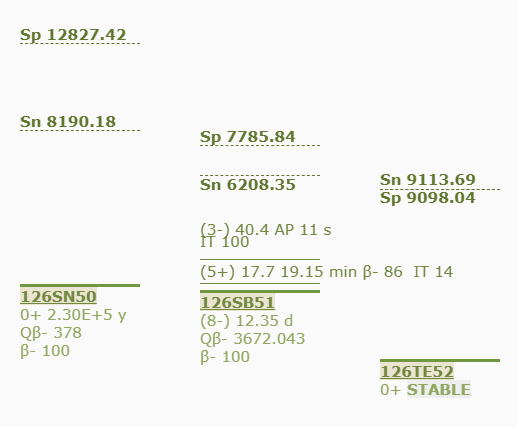 Sp 12827.42
Sn 8190.18
126SN50
0+ 2.30E+5 y
Qβ- 378
β- 100
Sp 7785.84
Sn 6208.35
(3-) 40.4 AP 11 s
IT 100
(5+) 17.7 19.15 min β- 86 IT 14
126SB51
(8-) 12.35 d
Qβ- 3672.043
β- 100
Sn 9113.69
Sp 9098.04
126TE52
0+ STABLE